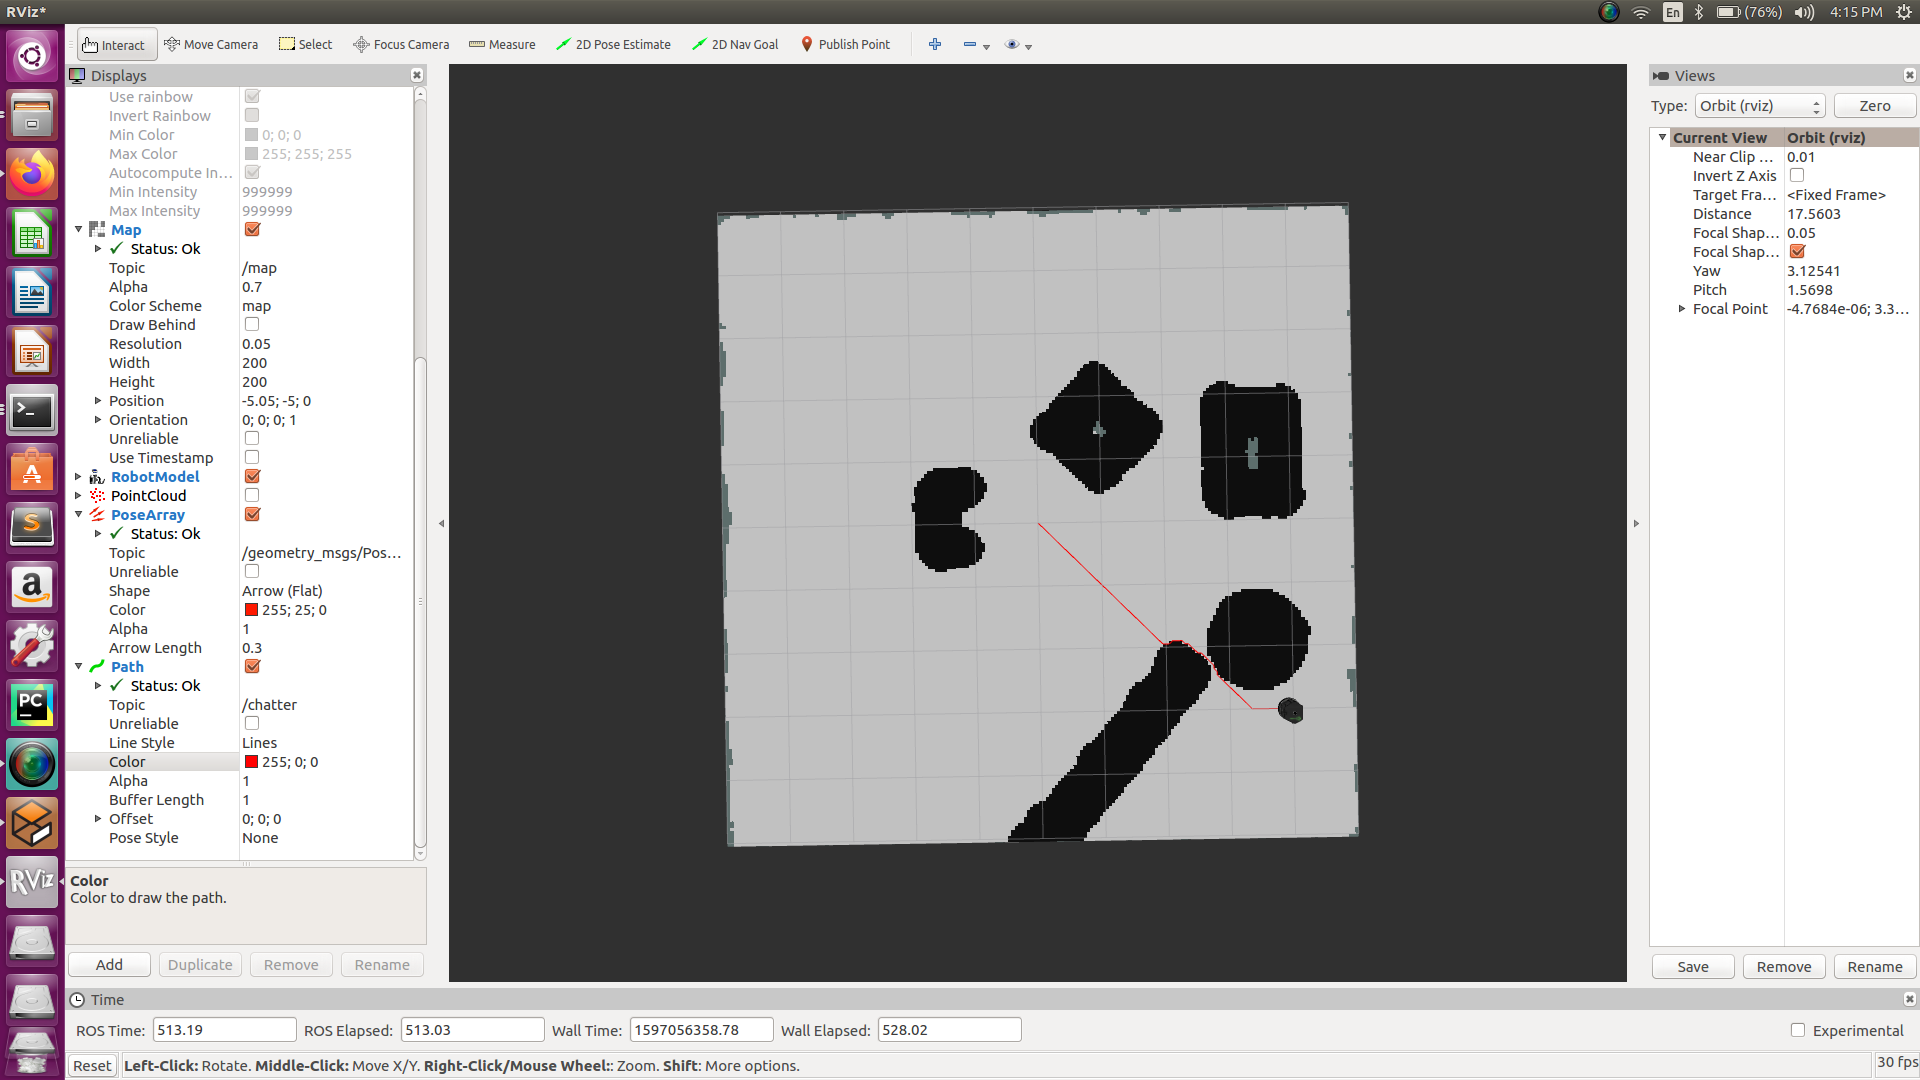 RViz*
En
(76%)
4:15 PM
Interact
Move Camera
Select
Focus Camera
Measure
2D Pose Estimate
2D Nav Goal
Publish Point
Displays
Use rainbow
Invert Rainbow
Min Color 0; 0; 0
Max Color 255; 255; 255
Autocompute In...
Min Intensity 999999
Max Intensity 999999
Map
Status: Ok
Topic /map
Alpha 0.7
Color Scheme map
Draw Behind
Resolution 0.05
Width 200
Height 200
Position -5.05; -5; 0
Orientation 0; 0; 0; 1
Unreliable
Use Timestamp
RobotModel
PointCloud
PoseArray
Status: Ok
Topic /geometry_msgs/Pos...
Unreliable
Shape Arrow (Flat)
Color 255; 25; 0
Alpha 1
Arrow Length 0.3
Path
Status: Ok
Topic /chatter
Unreliable
Line Style Lines
Color 255; 0; 0
Alpha 1
Buffer Length 1
Offset 0; 0; 0
Pose Style None
Color
Color to draw the path.
Add
Duplicate
Remove
Rename
Views
Type: Orbit (rviz) Zero
Current View Orbit (rviz)
Near Clip ... 0.01
Invert Z Axis
Target Fra... <Fixed Frame>
Distance 17.5603
Focal Shap... 0.05
Focal Shap...
Yaw 3.12541
Pitch 1.5698
Focal Point -4.7684e-06; 3.3...
Save
Remove
Rename
PC
RViz
Time
ROS Time: 513.19 ROS Elapsed: 513.03 Wall Time: 1597056358.78 Wall Elapsed: 528.02 Experimental
Reset Left-Click: Rotate. Middle-Click: Move X/Y. Right-Click/Mouse Wheel:: Zoom. Shift: More options. 30 fps